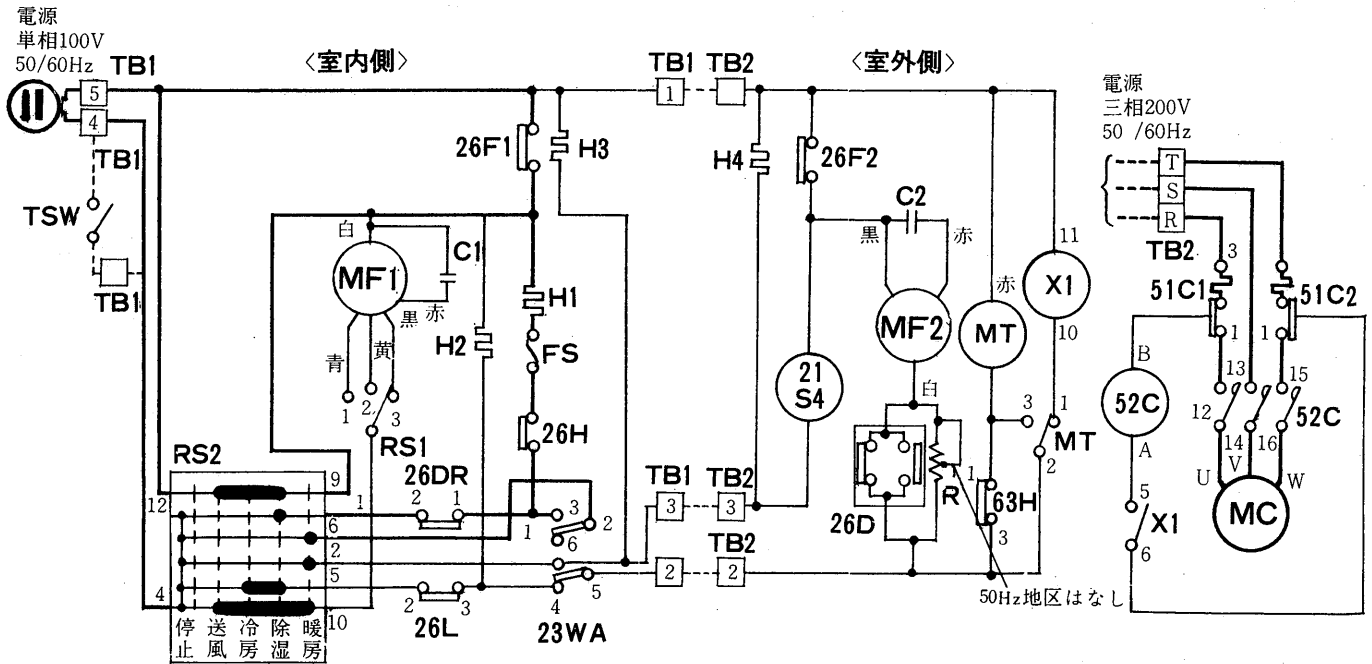 電源
単相100V
50/60Hz
TB1
〈室内側〉
TB1 TB2
〈室外側〉
電源
三相200V
50 /60Hz
5
4
TB1
TSW
TB1
26F1
H3
1
H4
26F2
C2
黒
赤
白
MF1
C1
黒
赤
青
黄
1
2
3
RS1
H2
H1
FS
26H
21
S4
MF2
白
26D
R
赤
MT
11
X1
10
3
1
MT
2
1
63H
3
50Hz地区はなし
T
S
R
TB2
3
51C1
1
51C2
1
B
52C
A
13
15
12
14
16
52C
U
V
W
MC
5
X1
6
RS2
12
9
1
6
2
5
4
10
停止
送風
冷房
除湿
暖房
26DR
2
1
1
3
2
6
2
3
26L
4
5
23WA
TB1 TB2
3
3
TB2
2
2